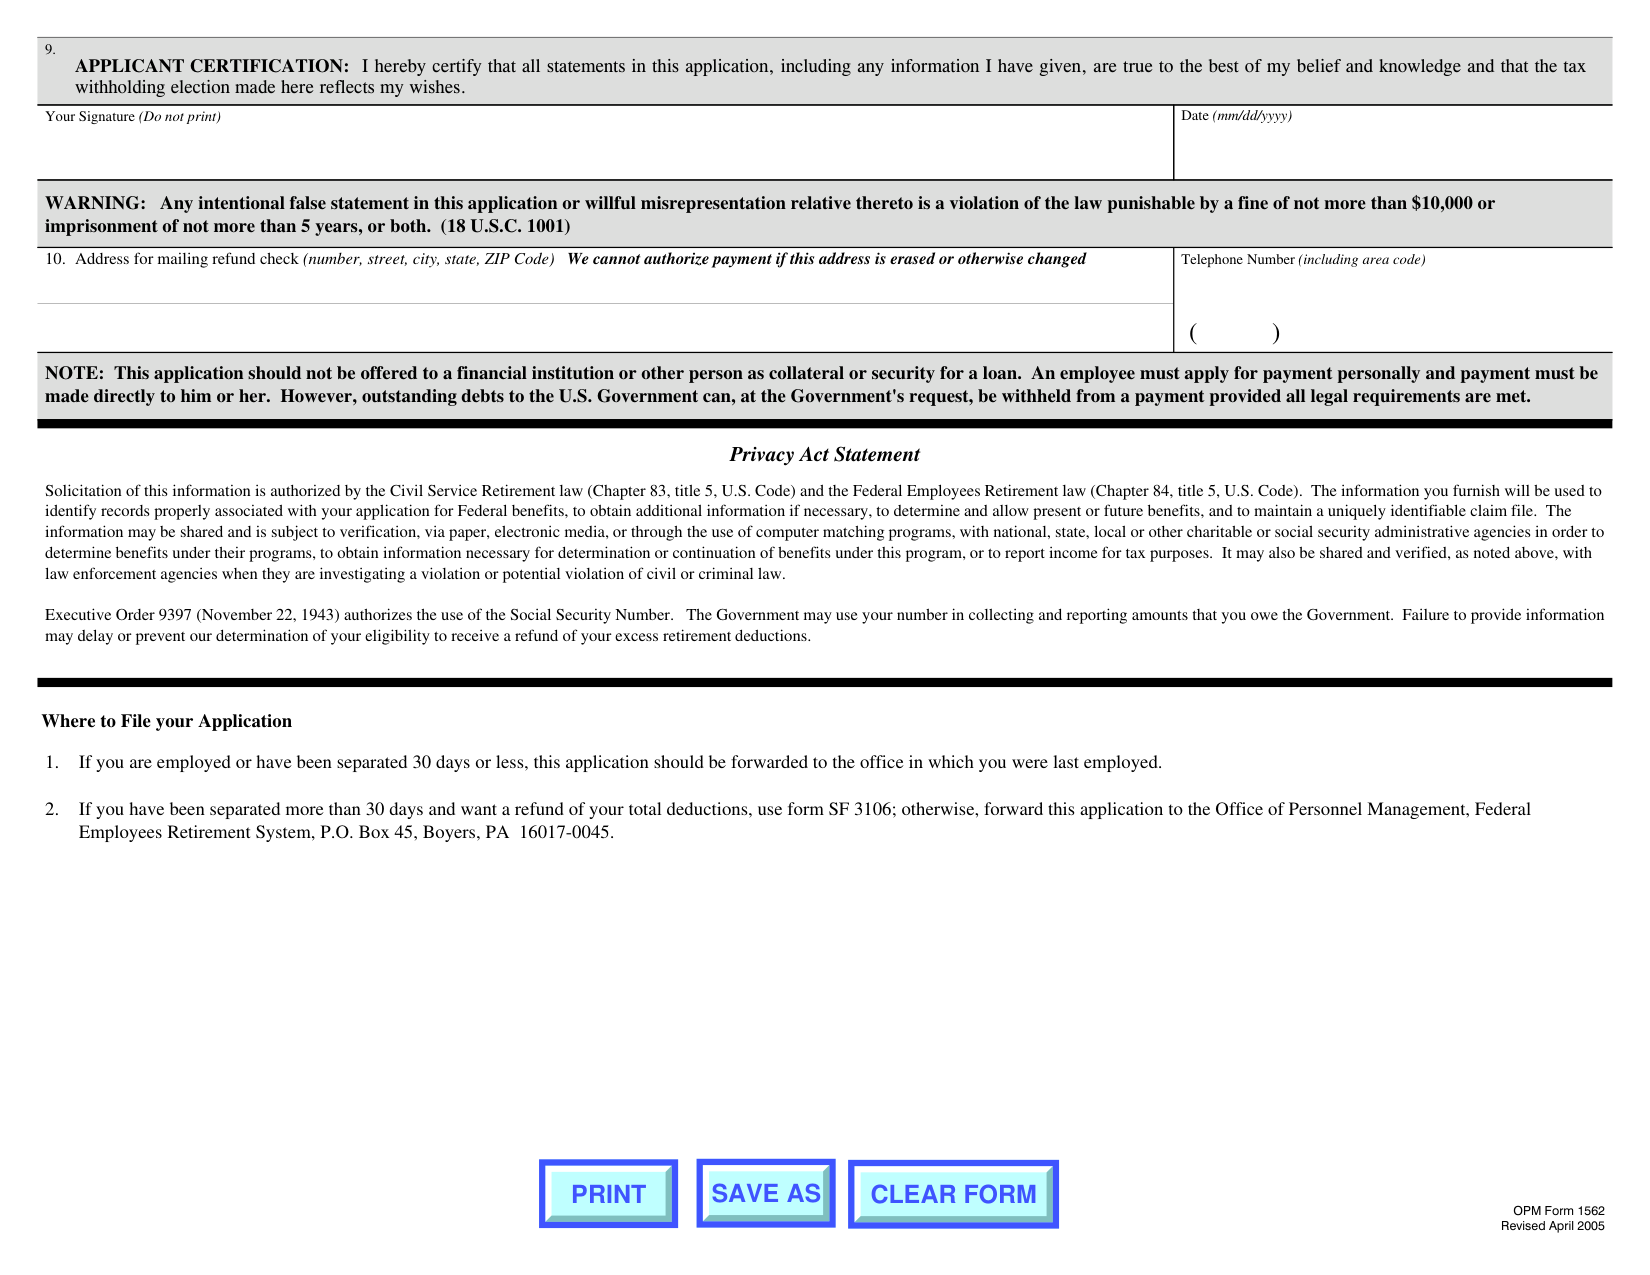 9.
APPLICANT CERTIFICATION: I hereby certify that all statements in this application, including any information I have given, are true to the best of my belief and knowledge and that the tax
withholding election made here reflects my wishes.
Your Signature (Do not print)
Date (mm/dd/yyyy)
WARNING: Any intentional false statement in this application or willful misrepresentation relative thereto is a violation of the law punishable by a fine of not more than $10,000 or
imprisonment of not more than 5 years, or both. (18 U.S.C. 1001)
10. Address for mailing refund check (number, street, city, state, ZIP Code) We cannot authorize payment if this address is erased or otherwise changed
Telephone Number (including area code)
( )
NOTE: This application should not be offered to a financial institution or other person as collateral or security for a loan. An employee must apply for payment personally and payment must be
made directly to him or her. However, outstanding debts to the U.S. Government can, at the Government's request, be withheld from a payment provided all legal requirements are met.
Privacy Act Statement
Solicitation of this information is authorized by the Civil Service Retirement law (Chapter 83, title 5, U.S. Code) and the Federal Employees Retirement law (Chapter 84, title 5, U.S. Code). The information you furnish will be used to
identify records properly associated with your application for Federal benefits, to obtain additional information if necessary, to determine and allow present or future benefits, and to maintain a uniquely identifiable claim file. The
information may be shared and is subject to verification, via paper, electronic media, or through the use of computer matching programs, with national, state, local or other charitable or social security administrative agencies in order to
determine benefits under their programs, to obtain information necessary for determination or continuation of benefits under this program, or to report income for tax purposes. It may also be shared and verified, as noted above, with
law enforcement agencies when they are investigating a violation or potential violation of civil or criminal law.
Executive Order 9397 (November 22, 1943) authorizes the use of the Social Security Number. The Government may use your number in collecting and reporting amounts that you owe the Government. Failure to provide information
may delay or prevent our determination of your eligibility to receive a refund of your excess retirement deductions.
Where to File your Application
1. If you are employed or have been separated 30 days or less, this application should be forwarded to the office in which you were last employed.
2. If you have been separated more than 30 days and want a refund of your total deductions, use form SF 3106; otherwise, forward this application to the Office of Personnel Management, Federal
Employees Retirement System, P.O. Box 45, Boyers, PA 16017-0045.
PRINT
SAVE AS
CLEAR FORM
OPM Form 1562
Revised April 2005